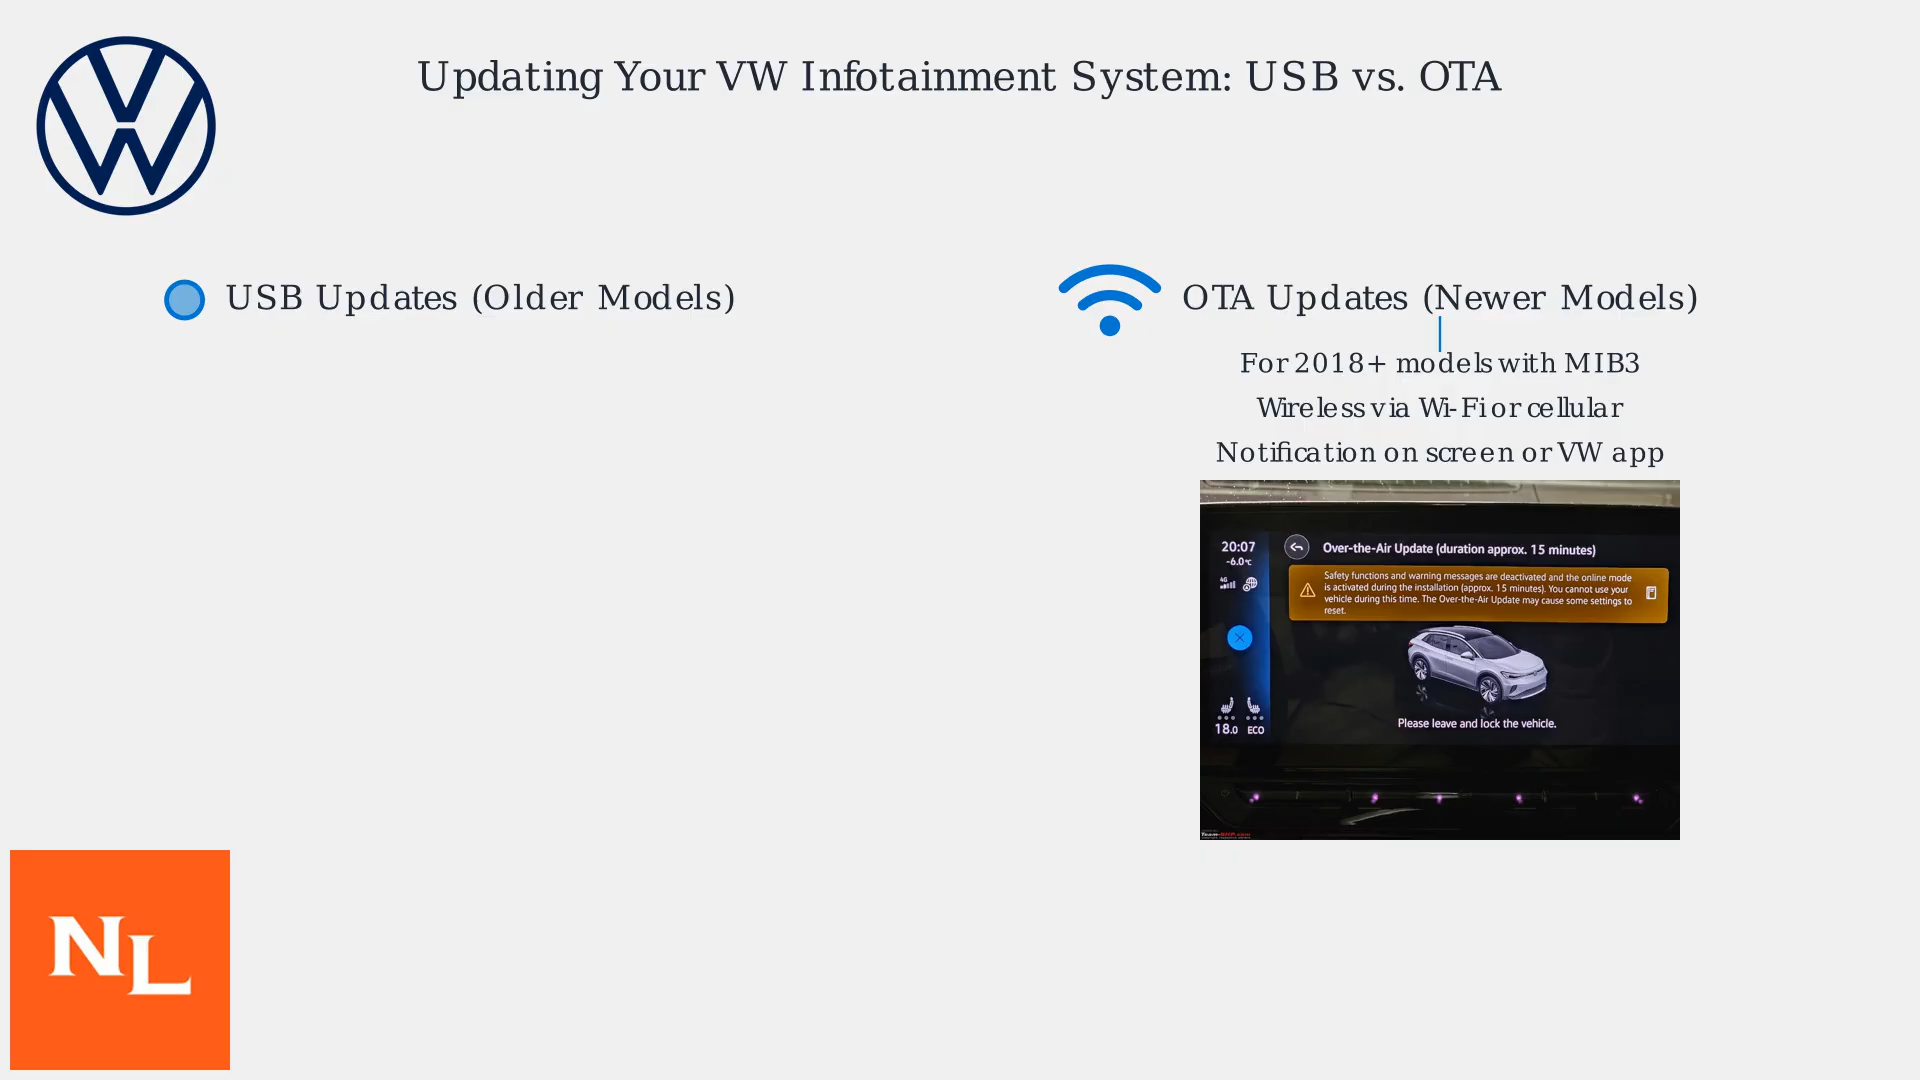 Updating Your VW Infotainment System: USB vs. OTA
USB Updates (Older Models)
OTA Updates (Newer Models)
For 2018+ models with MIB3
Wireless via Wi-Fi or cellular
Notification on screen or VW app
20:07
-6.0°C
4G
Over-the-Air Update (duration approx. 15 minutes)
Safety functions and warning messages are deactivated and the online mode
is activated during the installation (approx. 15 minutes). You cannot use your
vehicle during this time. The Over-the-Air Update may cause some settings to
reset.
Please leave and lock the vehicle.
18.0 ECO
Team-BHP.com
NL